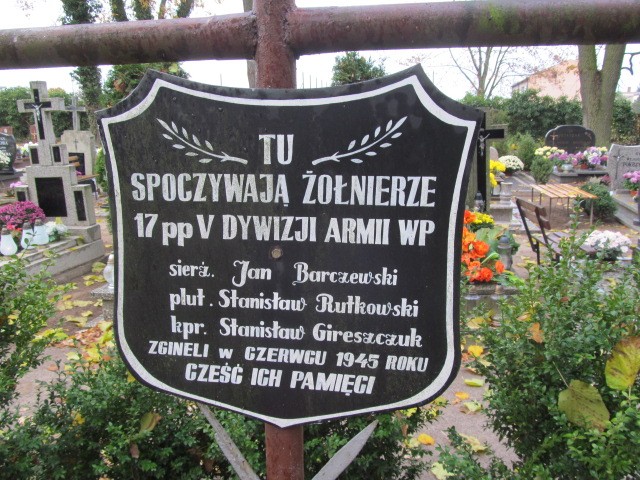 TU
SPOCZYWAJĄ ŻOŁNIERZE
17 pp V DYWIZJI ARMII WP
sierż. Jan Barczewski
plut. Stanisław Rutkowski
kpr. Stanisław Gireszczuk
ZGINELI W CZERWCU 1945 ROKU
CZEŚĆ ICH PAMIĘCI